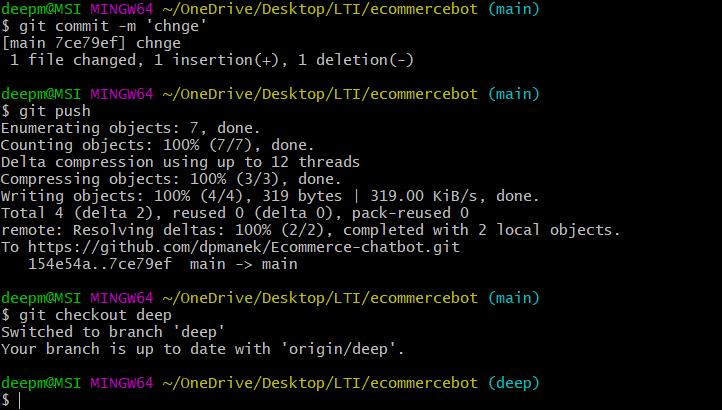 deepm@MSI MINGW64 ~/OneDrive/Desktop/LTI/ecommercebot (main)
$ git commit -m 'chnge'
[main 7ce79ef] chnge
 1 file changed, 1 insertion(+), 1 deletion(-)

deepm@MSI MINGW64 ~/OneDrive/Desktop/LTI/ecommercebot (main)
$ git push
Enumerating objects: 7, done.
Counting objects: 100% (7/7), done.
Delta compression using up to 12 threads
Compressing objects: 100% (3/3), done.
Writing objects: 100% (4/4), 319 bytes | 319.00 KiB/s, done.
Total 4 (delta 2), reused 0 (delta 0), pack-reused 0
remote: Resolving deltas: 100% (2/2), completed with 2 local objects.
To https://github.com/dpmanek/Ecommerce-chatbot.git
   154e54a..7ce79ef  main -> main

deepm@MSI MINGW64 ~/OneDrive/Desktop/LTI/ecommercebot (main)
$ git checkout deep
Switched to branch 'deep'
Your branch is up to date with 'origin/deep'.

deepm@MSI MINGW64 ~/OneDrive/Desktop/LTI/ecommercebot (deep)
$